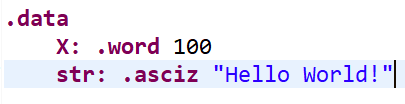 .data
    X: .word 100
    str: .asciz "Hello World!"